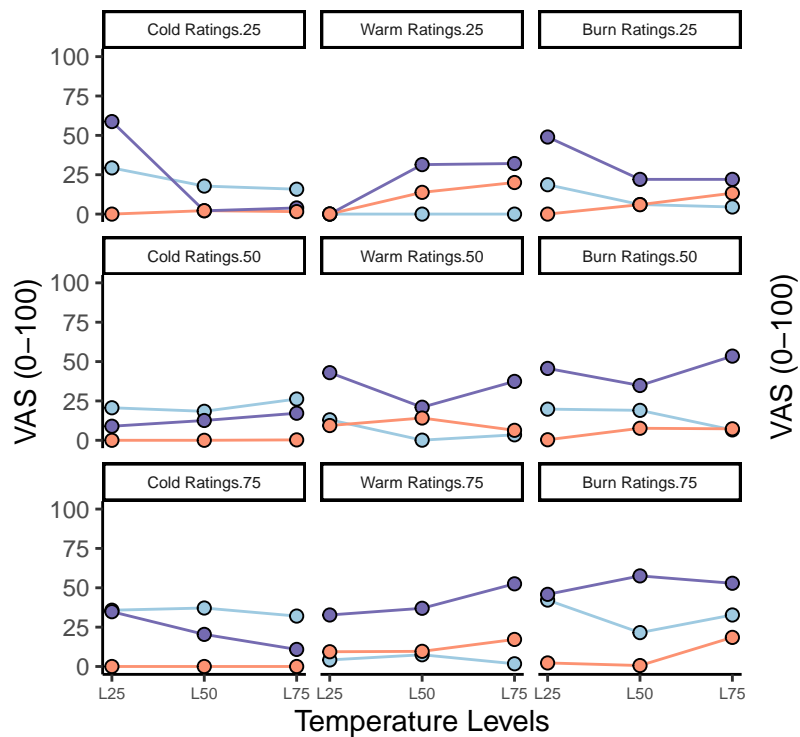 Cold Ratings.25 Warm Ratings.25 Burn Ratings.25
100
75
50
25
0
Cold Ratings.50 Warm Ratings.50 Burn Ratings.50
100
75
50
25
0
Cold Ratings.75 Warm Ratings.75 Burn Ratings.75
100
75
50
25
0
VAS (0−100)
VAS (0−100)
L25 L50 L75 L25 L50 L75 L25 L50 L75
Temperature Levels